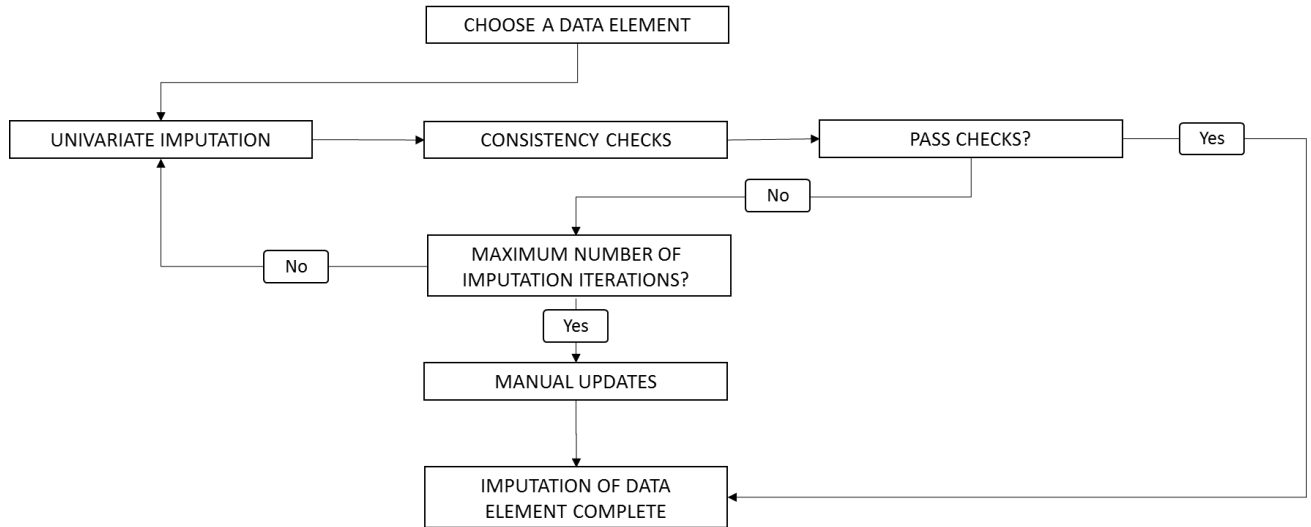 CHOOSE A DATA ELEMENT
UNIVARIATE IMPUTATION
CONSISTENCY CHECKS
PASS CHECKS?
Yes
No
MAXIMUM NUMBER OF
IMPUTATION ITERATIONS?
No
Yes
MANUAL UPDATES
IMPUTATION OF DATA
ELEMENT COMPLETE